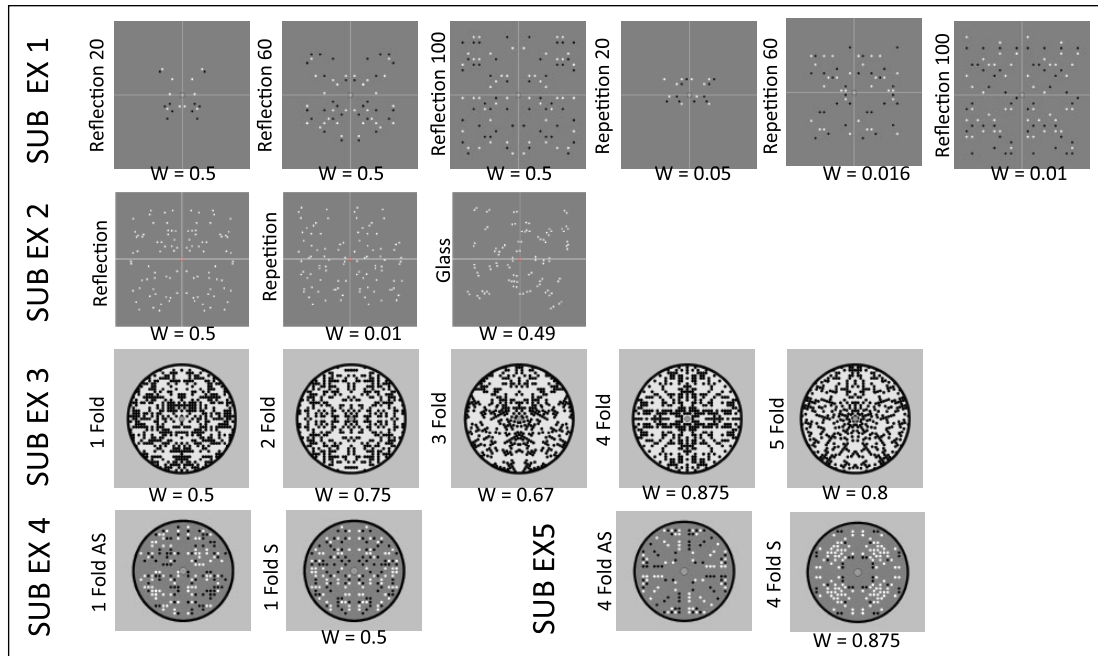 SUB EX 1
Reflection 20
Reflection 60
Reflection 100
Repetition 20
Repetition 60
Reflection 100
W = 0.5
W = 0.5
W = 0.5
W = 0.05
W = 0.016
W = 0.01
SUB EX 2
Reflection
Repetition
Glass
W = 0.5
W = 0.01
W = 0.49
SUB EX 3
1 Fold
2 Fold
3 Fold
4 Fold
5 Fold
W = 0.5
W = 0.75
W = 0.67
W = 0.875
W = 0.8
SUB EX 4
1 Fold AS
1 Fold S
W = 0.5
SUB EX5
4 Fold AS
4 Fold S
W = 0.875